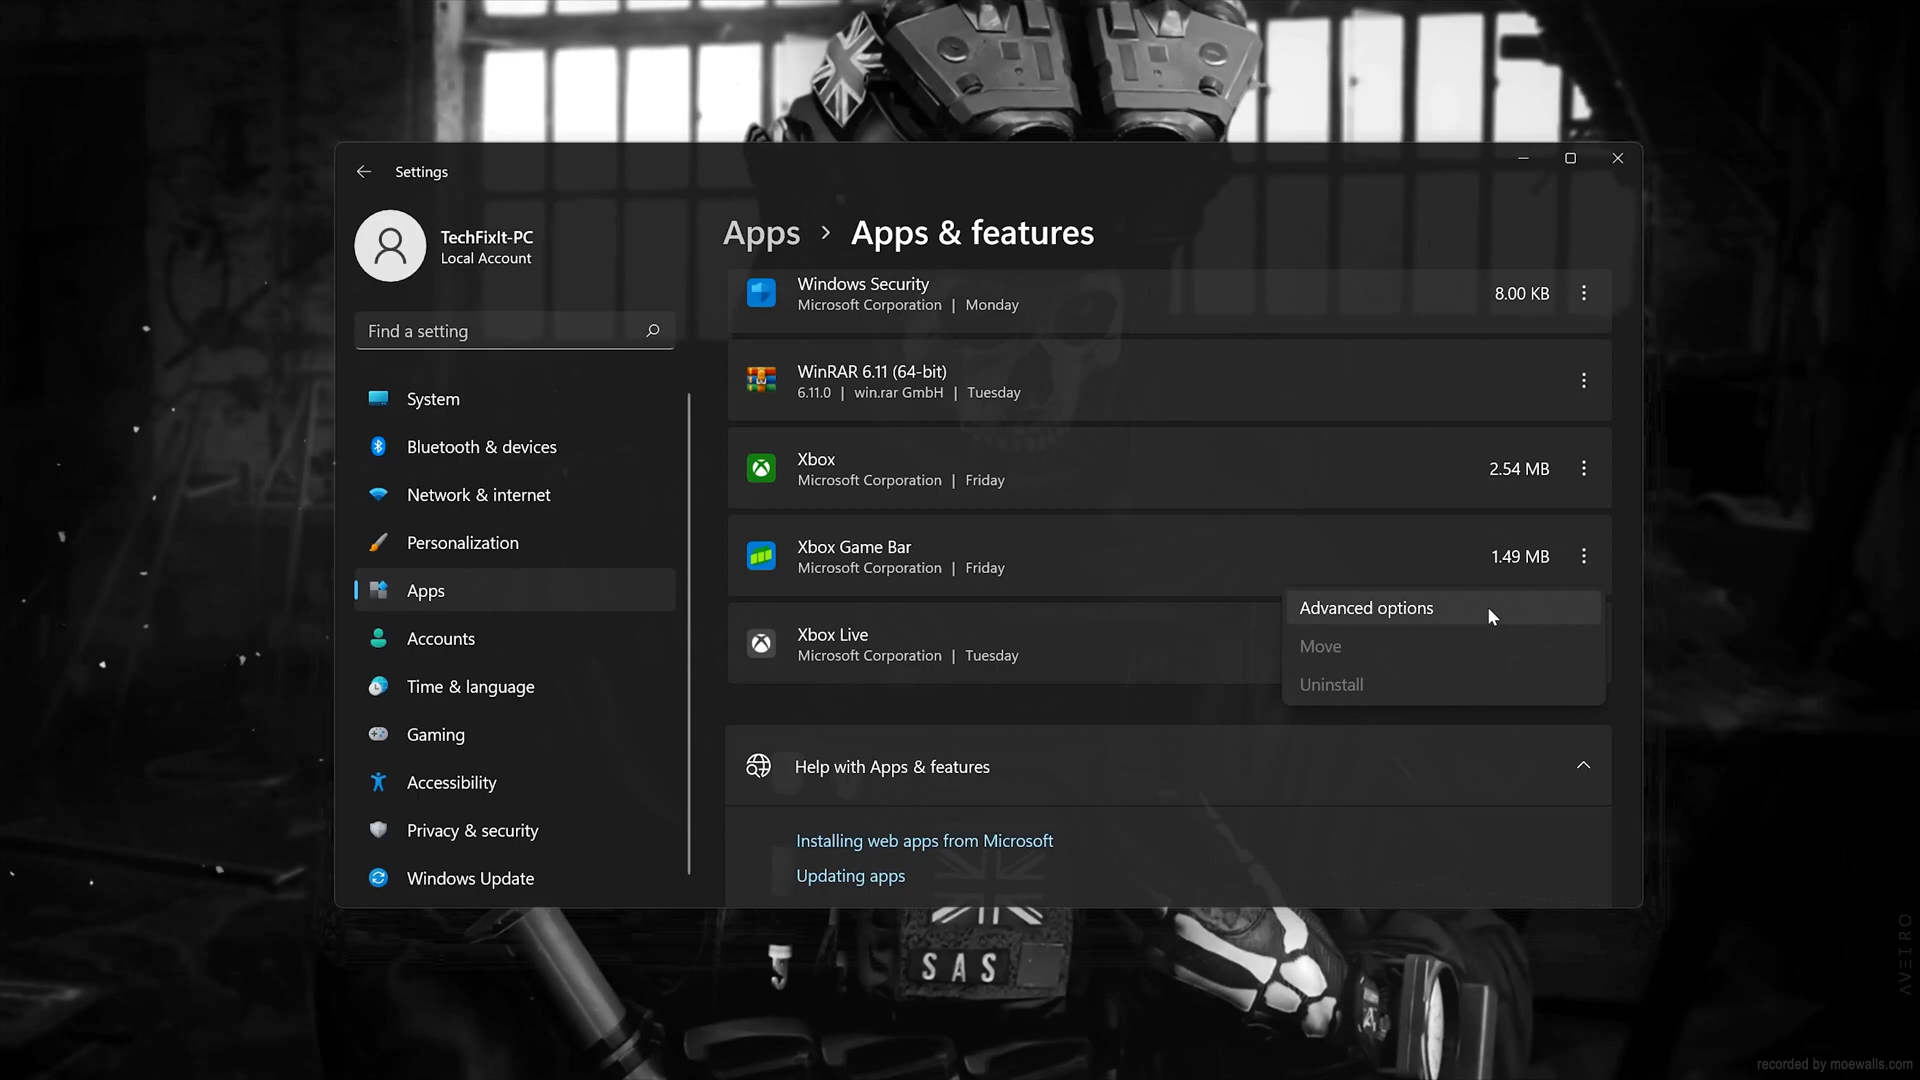 Settings
TechFixIt-PC
Local Account
Find a setting
System
Bluetooth & devices
Network & internet
Personalization
Apps
Accounts
Time & language
Gaming
Accessibility
Privacy & security
Windows Update
Apps > Apps & features
Windows Security
Microsoft Corporation | Monday
8.00 KB
WinRAR 6.11 (64-bit)
6.11.0 | win.rar GmbH | Tuesday
Xbox
Microsoft Corporation | Friday
2.54 MB
Xbox Game Bar
Microsoft Corporation | Friday
1.49 MB
Advanced options
Move
Uninstall
Xbox Live
Microsoft Corporation | Tuesday
Help with Apps & features
Installing web apps from Microsoft
Updating apps
SAS
AVEIRO
recorded by moewalls.com